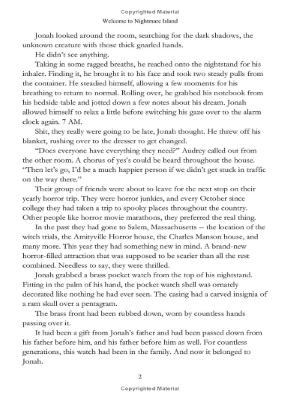 Copyrighted Material
Welcome to Nightmare Island
Jonah looked around the room, searching for the dark shadows, the
unknown creature with those thick gnarled hands.
He didn't see anything.
Taking in some ragged breaths, he reached onto the nightstand for his
inhaler. Finding it, he brought it to his face and took two steady pulls from
the container. He steadied himself, allowing a few moments for his
breathing to return to normal. Rolling over, he grabbed his notebook from
his bedside table and jotted down a few notes about his dream. Jonah
allowed himself to relax a little before switching his gaze over to the alarm
clock again. 7 AM.
Shit, they really were going to be late, Jonah thought. He threw off his
blanket, rushing over to the dresser to get changed.
"Does everyone have everything they need?" Audrey called out from
the other room. A chorus of yes's could be heard throughout the house.
"Then let's go, I'd be a much happier person if we didn't get stuck in traffic
on the way there."
Their group of friends were about to leave for the next stop on their
yearly horror trip. They were horror junkies, and every October since
college they had taken a trip to spooky places throughout the country.
Other people like horror movie marathons, they preferred the real thing.
In the past they had gone to Salem, Massachusetts -- the location of the
witch trials, the Amityville Horror house, the Charles Manson house, and
many more. This year they had something new in mind. A brand-new
horror-filled attraction that was supposed to be scarier than all the rest
combined. Needless to say, they were thrilled.
Jonah grabbed a brass pocket watch from the top of his nightstand.
Fitting in the palm of his hand, the pocket watch shell was ornately
decorated like nothing he had ever seen. The casing had a carved insignia of
a ram skull over a pentagram.
The brass front had been rubbed down, worn by countless hands
passing over it.
It had been a gift from Jonah's father and had been passed down from
his father before him, and his father before him as well. For countless
generations, this watch had been in the family. And now it belonged to
Jonah.
2
Copyrighted Material